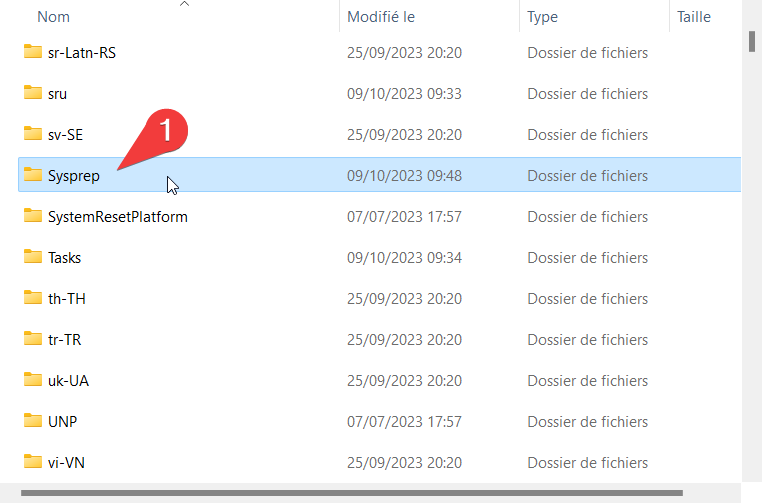 Nom Modifié le Type Taille
sr-Latn-RS 25/09/2023 20:20 Dossier de fichiers
sru 09/10/2023 09:33 Dossier de fichiers
sv-SE 25/09/2023 20:20 Dossier de fichiers
1
Sysprep 09/10/2023 09:48 Dossier de fichiers
SystemResetPlatform 07/07/2023 17:57 Dossier de fichiers
Tasks 09/10/2023 09:34 Dossier de fichiers
th-TH 25/09/2023 20:20 Dossier de fichiers
tr-TR 25/09/2023 20:20 Dossier de fichiers
uk-UA 25/09/2023 20:20 Dossier de fichiers
UNP 07/07/2023 17:57 Dossier de fichiers
vi-VN 25/09/2023 20:20 Dossier de fichiers